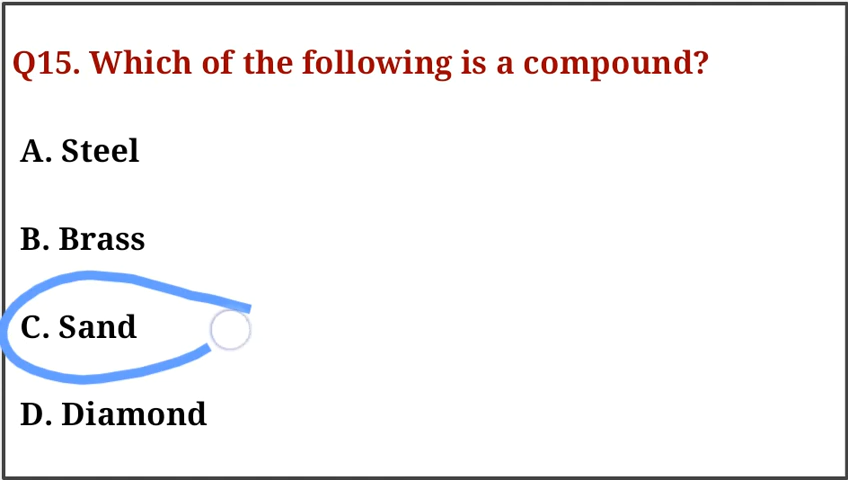 Q15. Which of the following is a compound?
A. Steel
B. Brass
C. Sand
D. Diamond